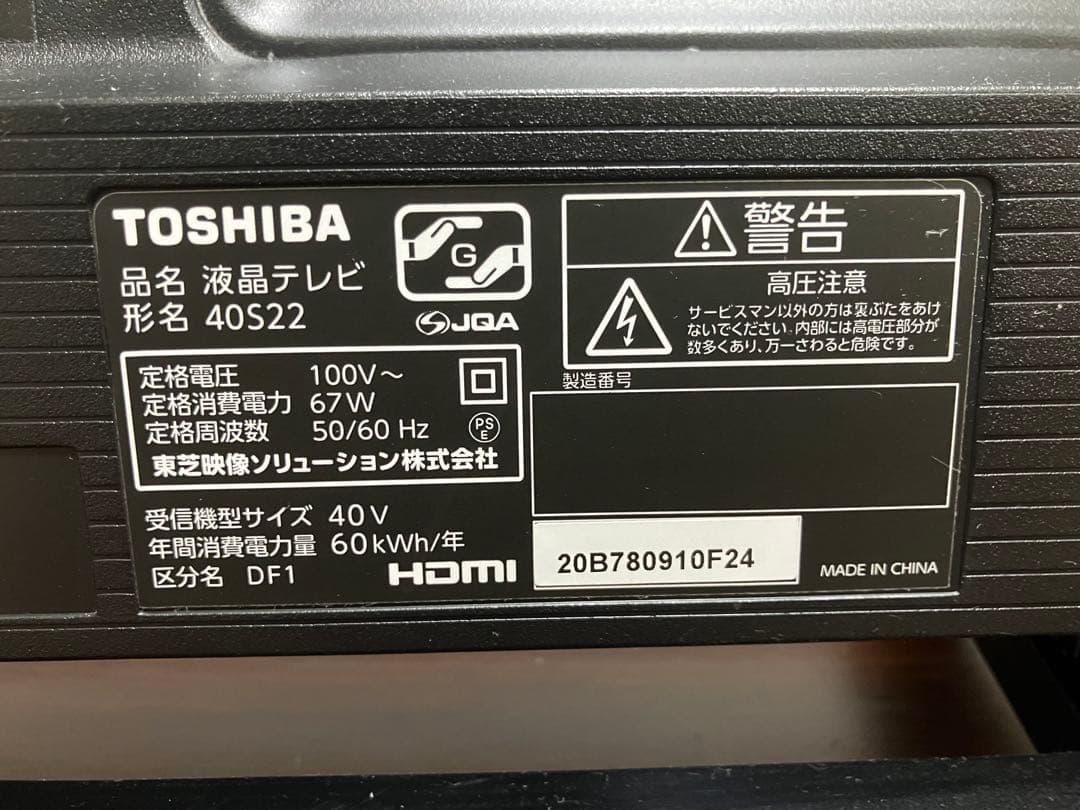 TOSHIBA
品名 液晶テレビ
形名 40S22
G
JQA
定格電圧 100V～
定格消費電力 67W
定格周波数 50/60 Hz
PS
E
東芝映像ソリューション株式会社
受信機型サイズ 40V
年間消費電力量 60kWh/年
区分名 DF1
HDMI
警告
高圧注意
サービスマン以外の方は裏ぶたをあけ
ないでください。内部には高電圧部分が
数多くあり、万一さわると危険です。
製造番号
20B780910F24
MADE IN CHINA